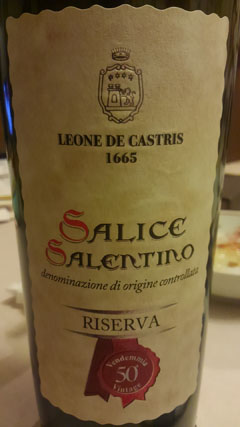 LEONE DE CASTRIS
1665
SALICE
SALENTINO
denominazione di origine controllata
RISERVA
Vendemmia
50°
Vintage